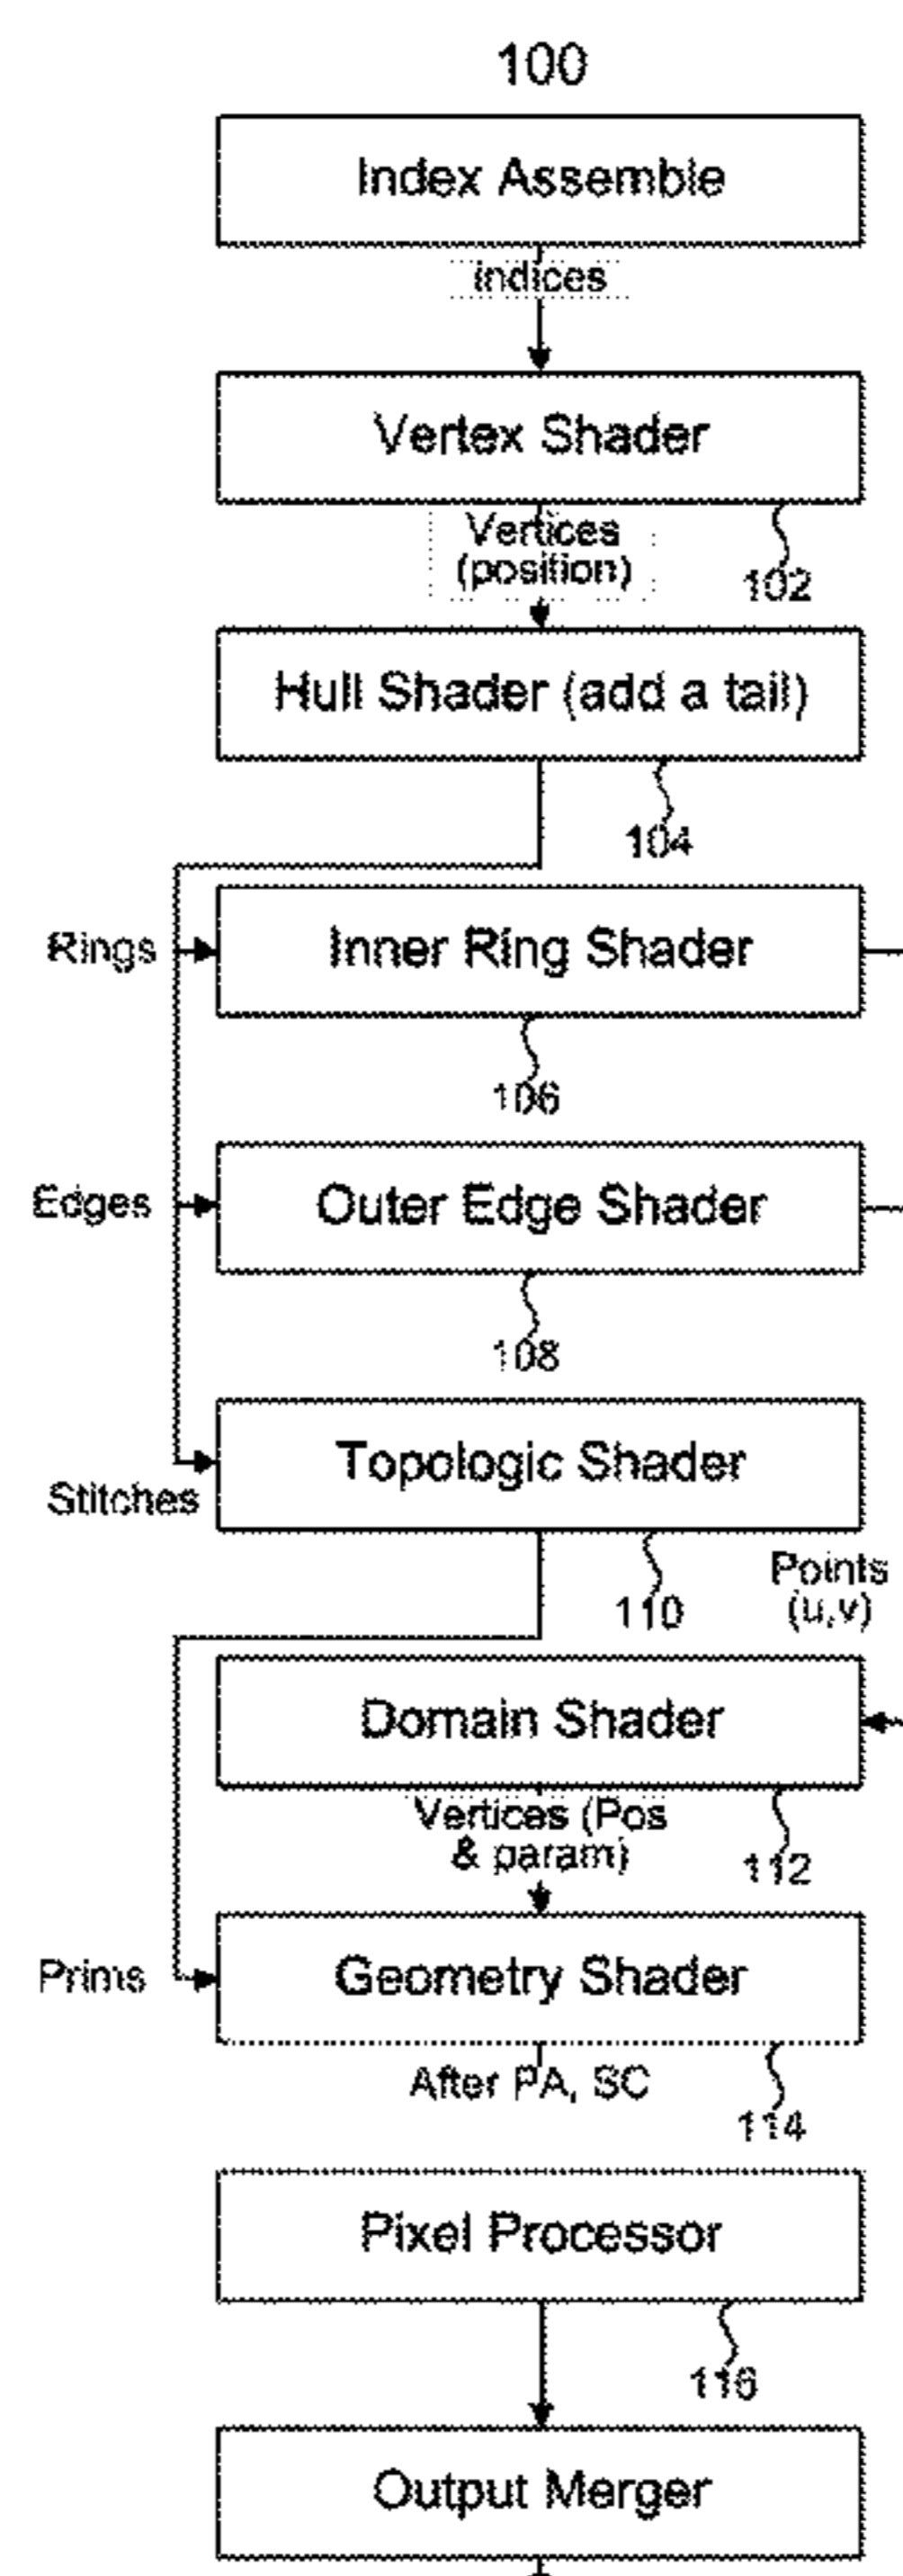 100
Index Assemble
indices
Vertex Shader
Vertices
(position)
102
Hull Shader (add a tail)
104
Rings
Inner Ring Shader
106
Edges
Outer Edge Shader
108
Topologic Shader
Stitches
110
Points
(u,v)
Domain Shader
Vertices (Pos
& param)
112
Prims
Geometry Shader
After PA, SC
114
Pixel Processor
116
Output Merger